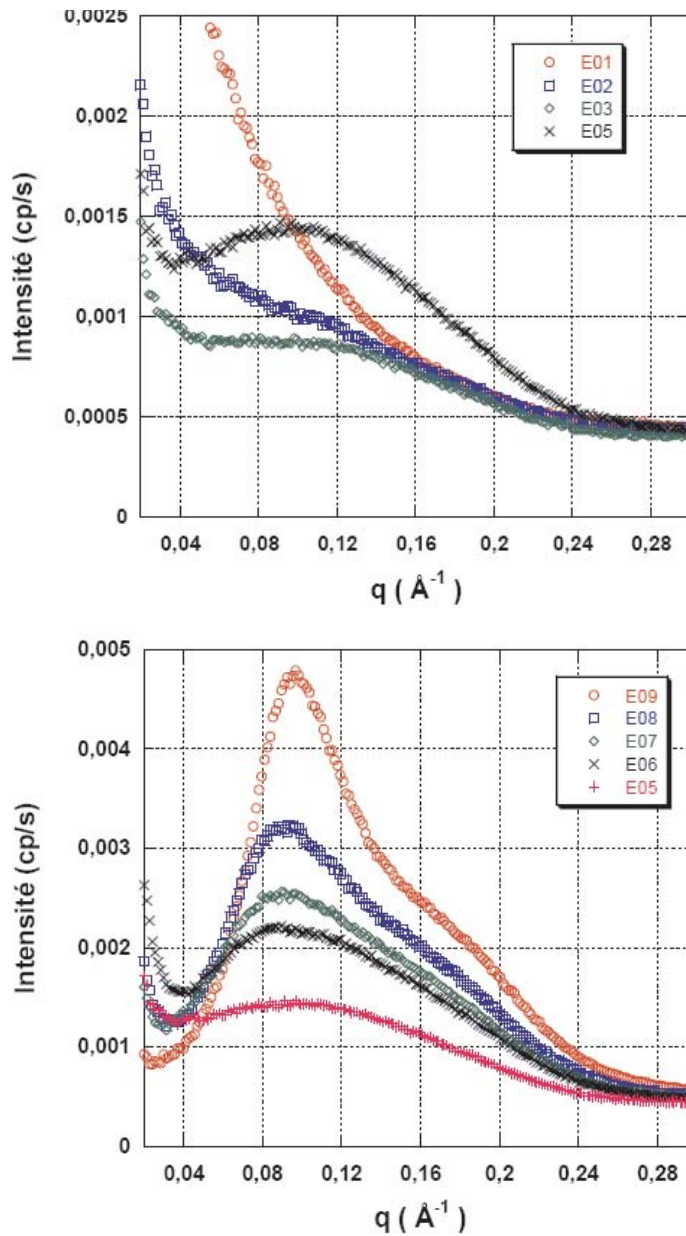 0,0025
0,002
0,0015
0,001
0,0005
0
Intensité (cp/s)
E01
E02
E03
E05
0,04 0,08 0,12 0,16 0,2 0,24 0,28
q ( Å⁻¹ )
0,005
0,004
0,003
0,002
0,001
0
Intensité (cp/s)
E09
E08
E07
E06
E05
0,04 0,08 0,12 0,16 0,2 0,24 0,28
q ( Å⁻¹ )